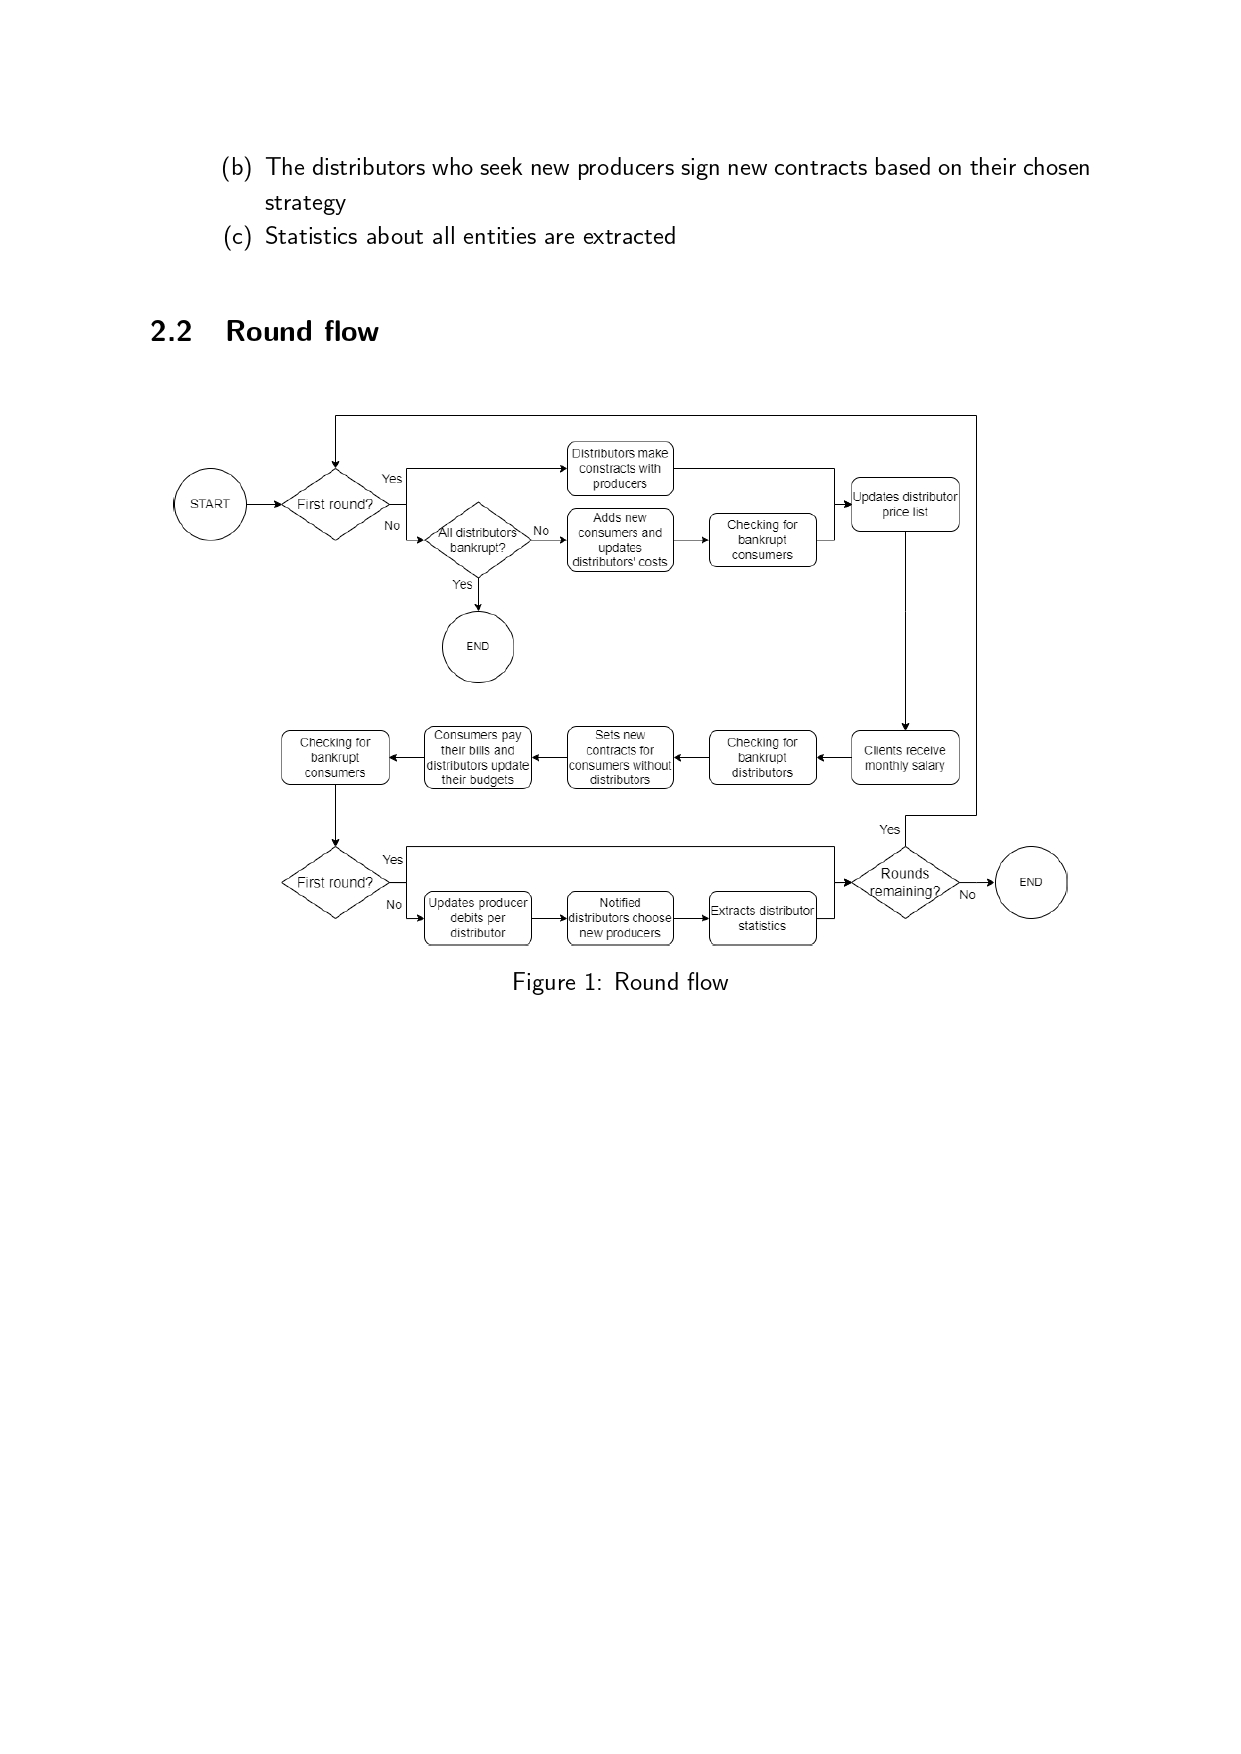 (b) The distributors who seek new producers sign new contracts based on their chosen
strategy
(c) Statistics about all entities are extracted
2.2 Round flow
START
First round?
Yes
No
Distributors make
constracts with
producers
All distributors
bankrupt?
No
Yes
END
Adds new
consumers and
updates
distributors' costs
Checking for
bankrupt
consumers
Updates distributor
price list
Clients receive
monthly salary
Checking for
bankrupt
distributors
Sets new
contracts for
consumers without
distributors
Consumers pay
their bills and
distributors update
their budgets
Checking for
bankrupt
consumers
First round?
Yes
No
Updates producer
debits per
distributor
Notified
distributors choose
new producers
Extracts distributor
statistics
Rounds
remaining?
Yes
No
END
Figure 1: Round flow